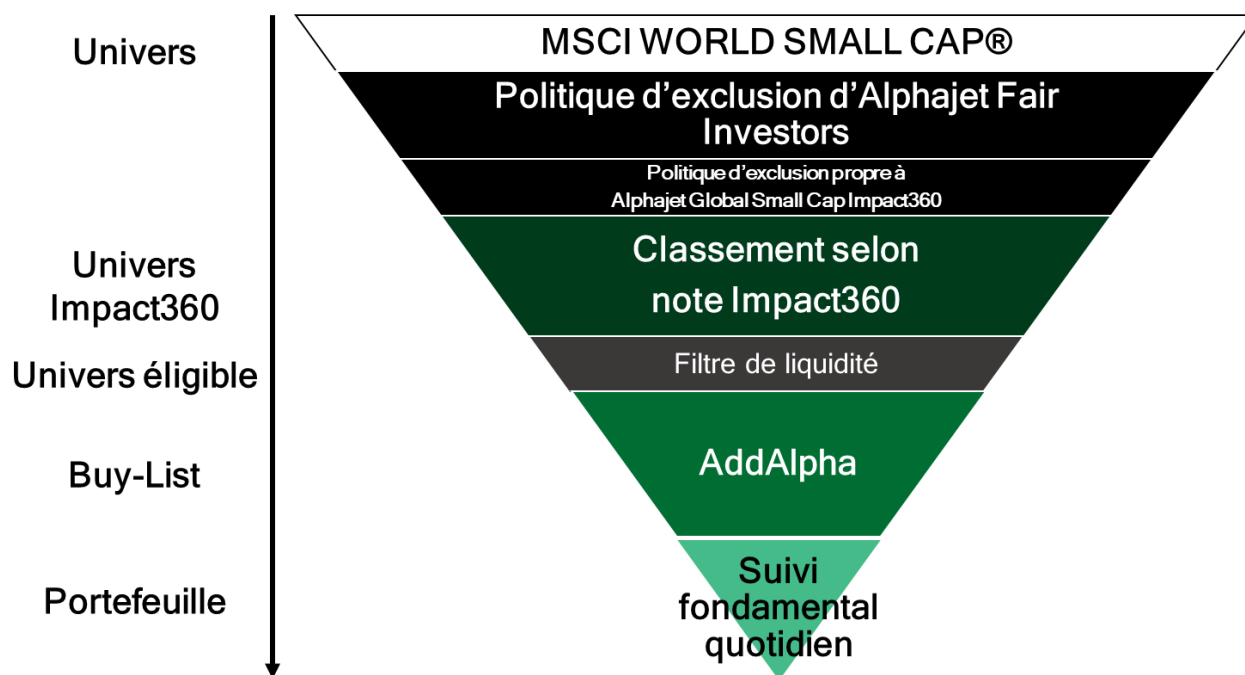 Univers
MSCI WORLD SMALL CAP®
Politique d’exclusion d’Alphajet Fair
Investors
Politique d’exclusion propre à
Alphajet Global Small Cap Impact360
Univers
Impact360
Classement selon
note Impact360
Univers éligible
Filtre de liquidité
Buy-List
AddAlpha
Portefeuille
Suivi
fondamental
quotidien